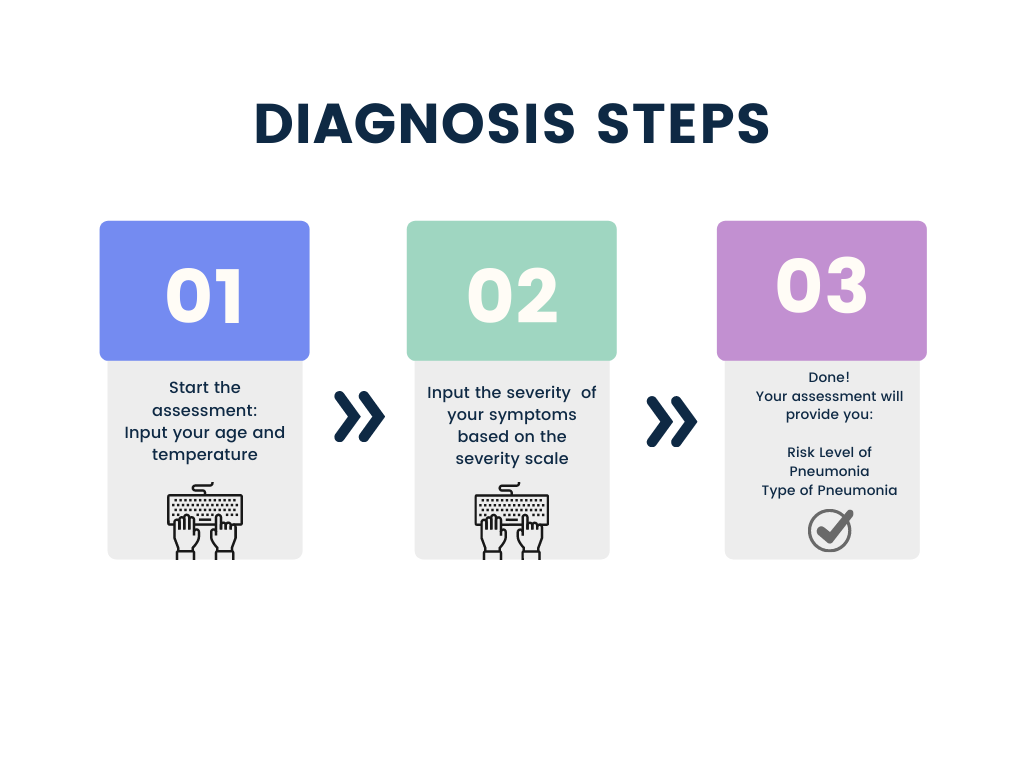 DIAGNOSIS STEPS
01
Start the
assessment:
Input your age and
temperature
02
Input the severity  of
your symptoms
based on the
severity scale
03
Done!
Your assessment will
provide you:
Risk Level of
Pneumonia
Type of Pneumonia